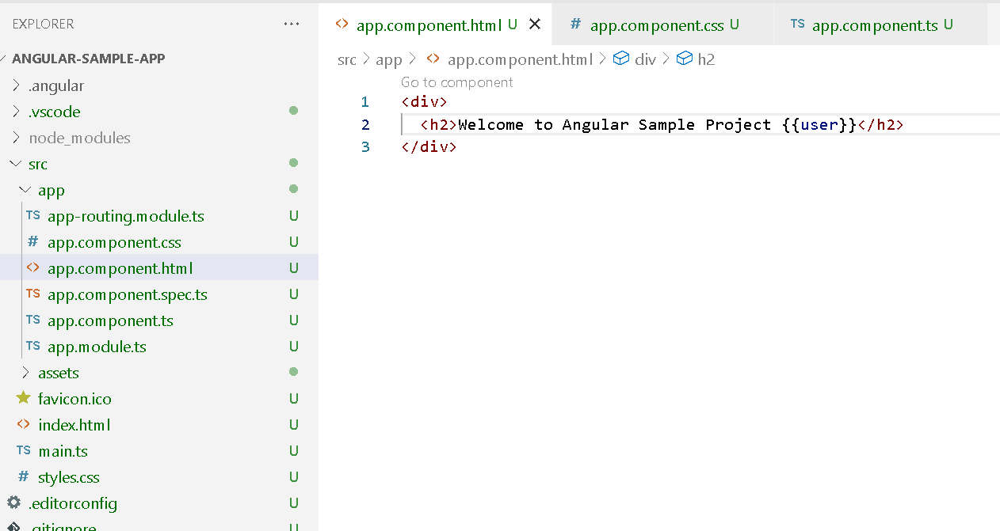 EXPLORER ...
ANGULAR-SAMPLE-APP
.angular
.vscode
node_modules
src
app
TS app-routing.module.ts U
# app.component.css U
<> app.component.html U
TS app.component.spec.ts U
TS app.component.ts U
TS app.module.ts U
assets
favicon.ico U
<> index.html U
TS main.ts U
# styles.css U
.editorconfig U
.gitignore U
<> app.component.html U # app.component.css U TS app.component.ts U
src > app > <> app.component.html > div > h2
Go to component
1 <div>
2 <h2>Welcome to Angular Sample Project {{user}}</h2>
3 </div>